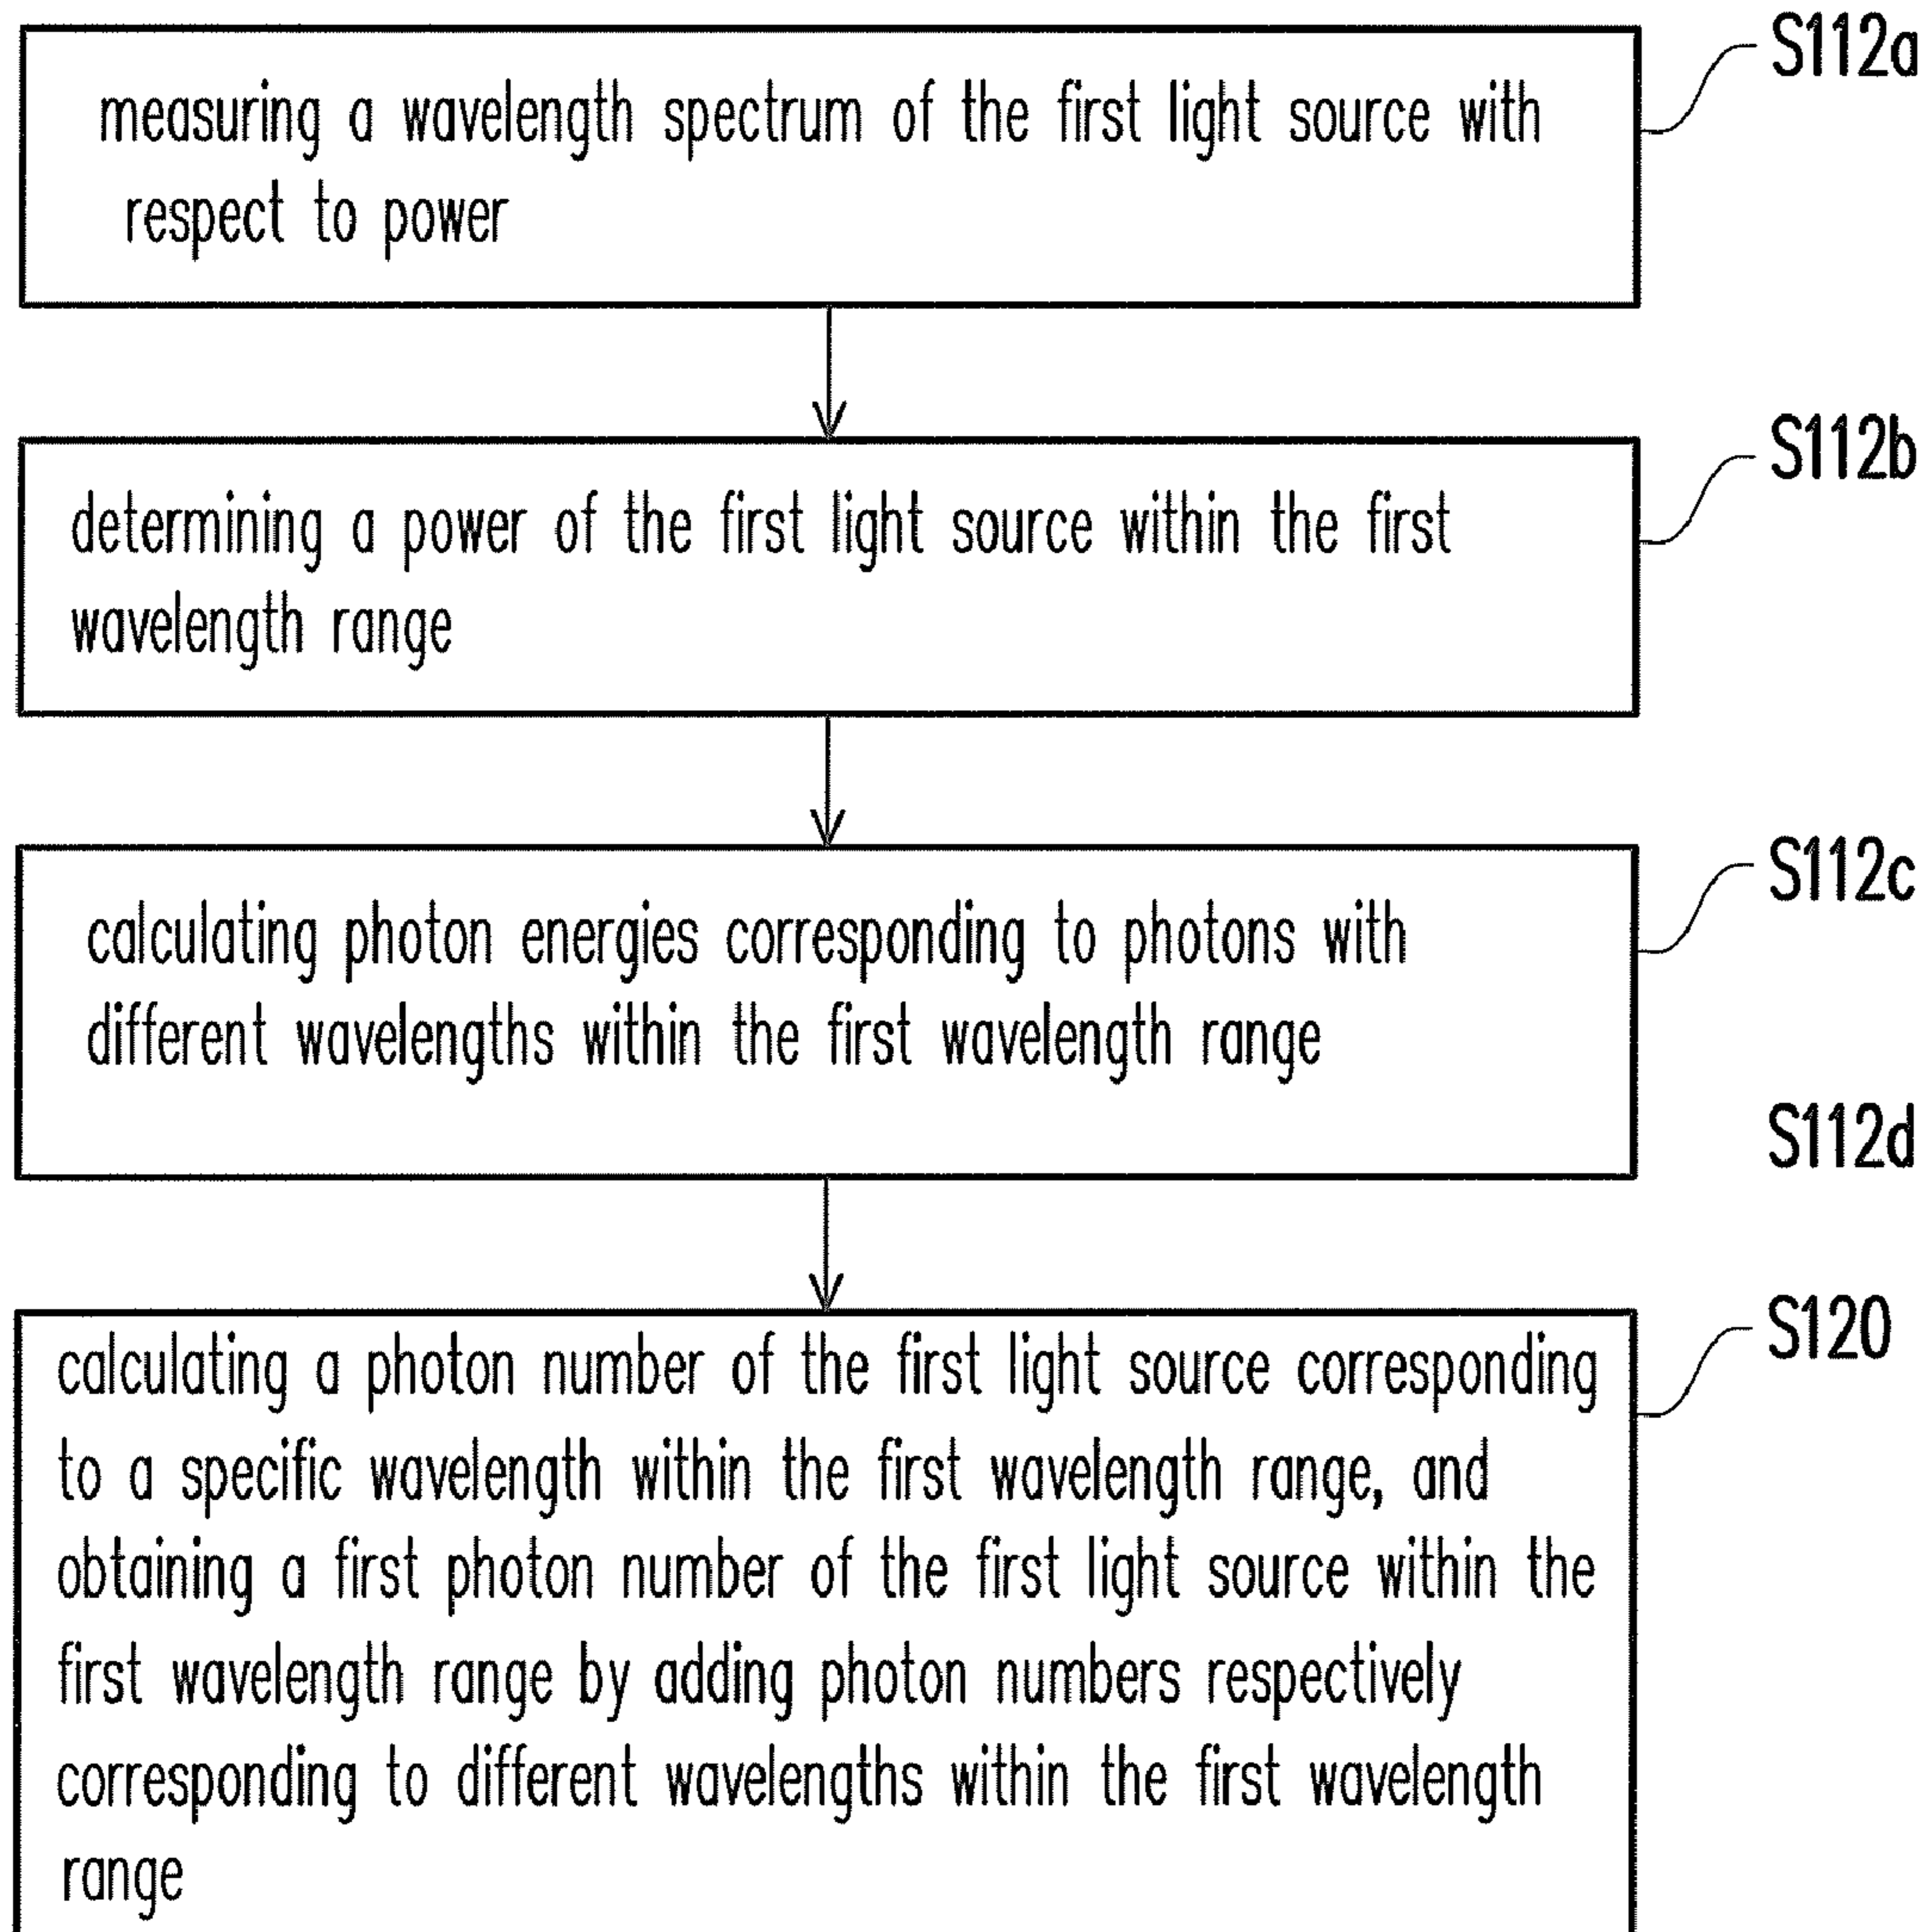 S112a
measuring a wavelength spectrum of the first light source with
respect to power
S112b
determining a power of the first light source within the first
wavelength range
S112c
calculating photon energies corresponding to photons with
different wavelengths within the first wavelength range
S112d
S120
calculating a photon number of the first light source corresponding
to a specific wavelength within the first wavelength range, and
obtaining a first photon number of the first light source within the
first wavelength range by adding photon numbers respectively
corresponding to different wavelengths within the first wavelength
range